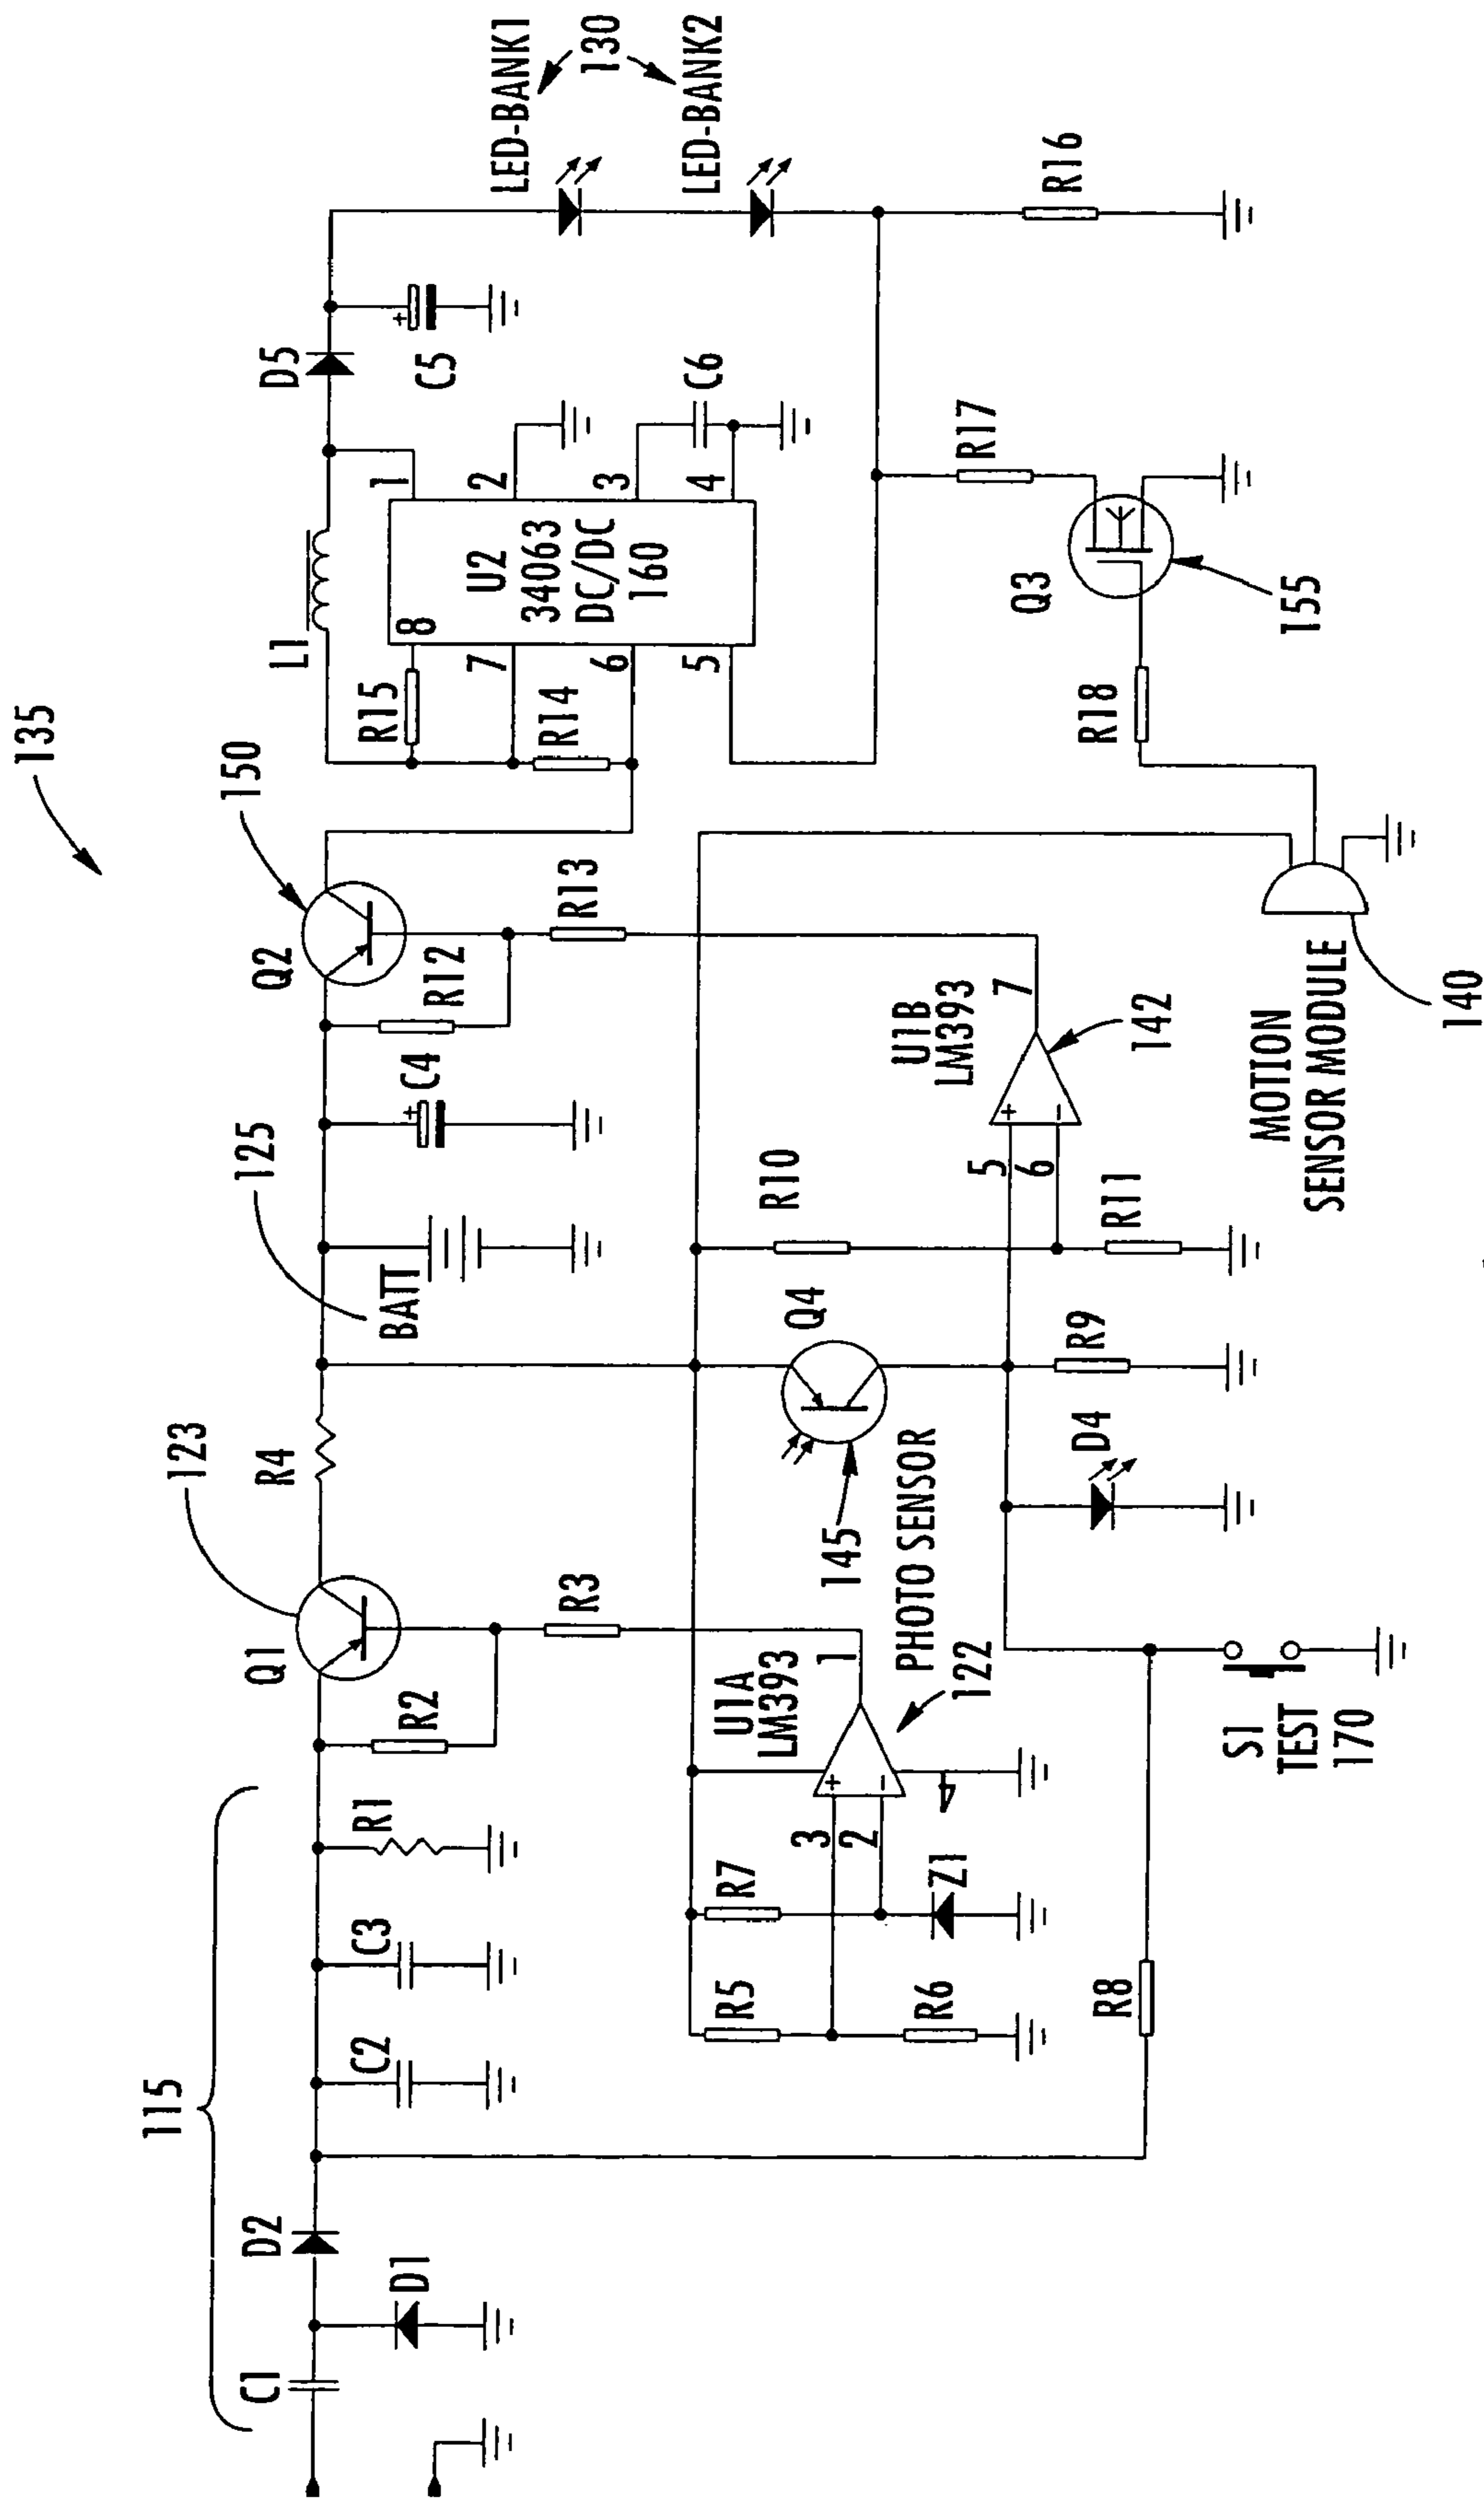 135
115
C1
D1
D2
C2
C3
R1
R2
Q1
123
R3
R4
BATT
125
C4
R12
Q2
150
R13
L1
R15
R14
8
7
6
5
U2
34063
DC/DC
160
1
2
3
4
D5
C5
C6
LED-BANK1
130
LED-BANK2
R16
R17
Q3
155
R18
R5
R6
R7
Z1
3
2
+
−
U1A
LM393
1
122
PHOTO SENSOR
145
Q4
R10
R9
D4
R11
5
6
+
−
U1B
LM393
7
142
R8
S1
TEST
170
MOTION
SENSOR MODULE
140
+
+